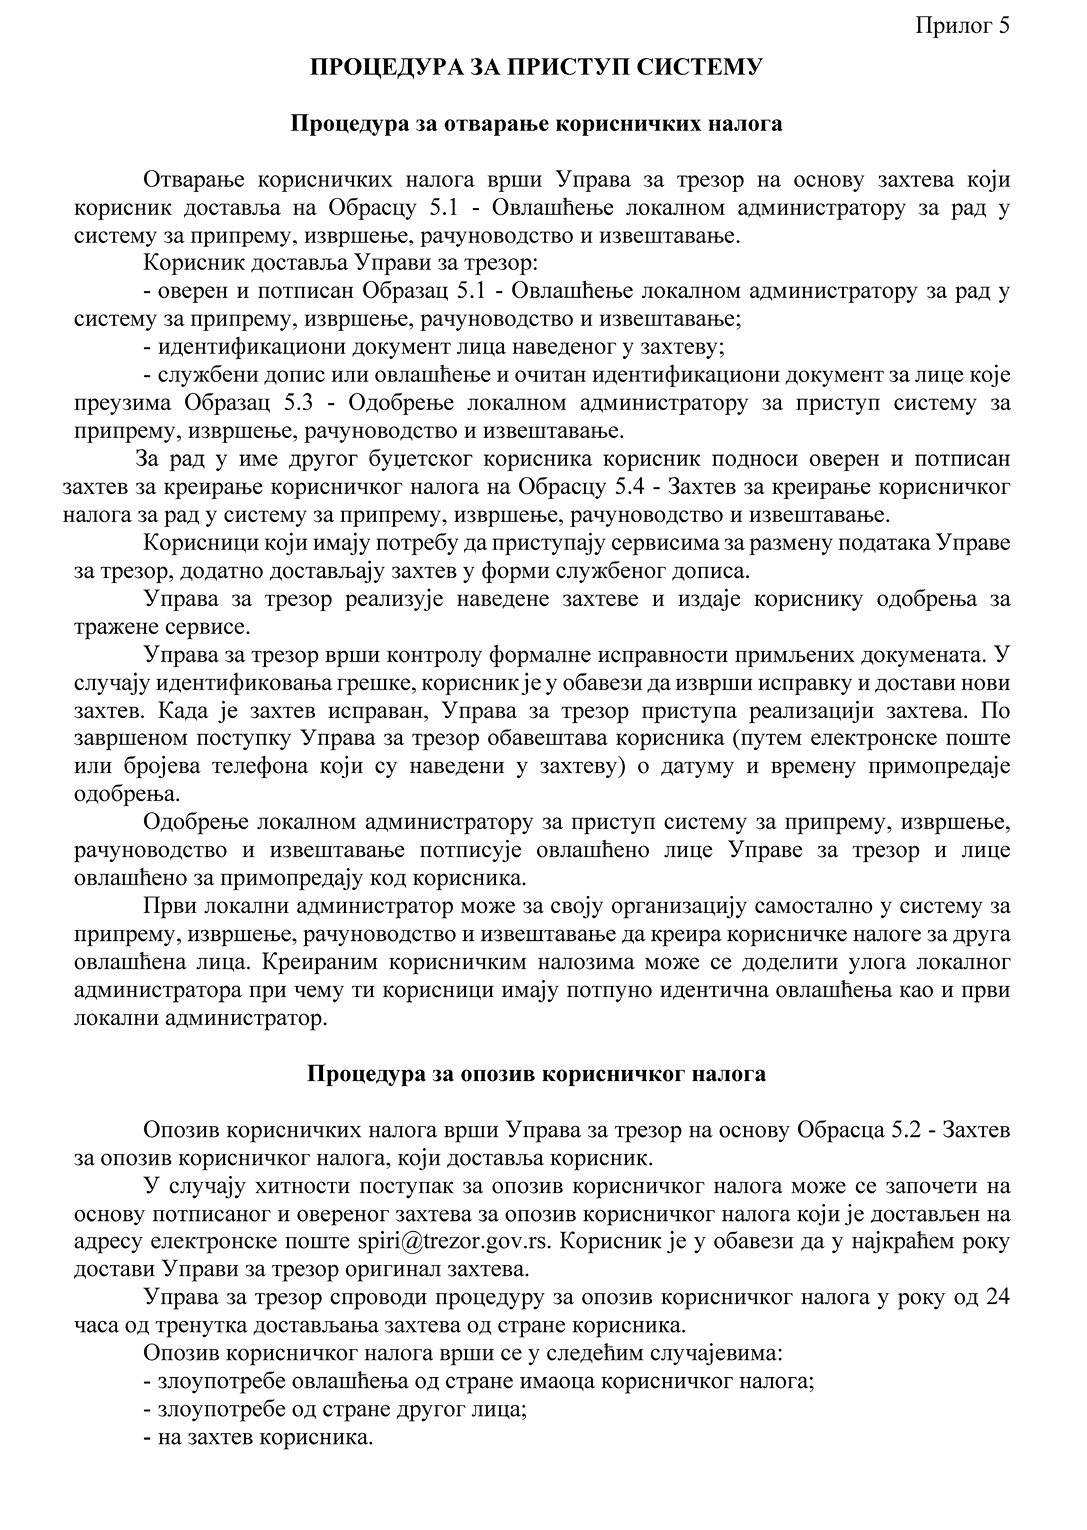 Прилог 5
ПРОЦЕДУРА ЗА ПРИСТУП СИСТЕМУ
Процедура за отварање корисничких налога
Отварање корисничких налога врши Управа за трезор на основу захтева који
корисник доставља на Обрасцу 5.1 - Овлашћење локалном администратору за рад у
систему за припрему, извршење, рачуноводство и извештавање.
Корисник доставља Управи за трезор:
- оверен и потписан Образац 5.1 - Овлашћење локалном администратору за рад у
систему за припрему, извршење, рачуноводство и извештавање;
- идентификациони документ лица наведеног у захтеву;
- службени допис или овлашћење и очитан идентификациони документ за лице које
преузима Образац 5.3 - Одобрење локалном администратору за приступ систему за
припрему, извршење, рачуноводство и извештавање.
За рад у име другог буџетског корисника корисник подноси оверен и потписан
захтев за креирање корисничког налога на Обрасцу 5.4 - Захтев за креирање корисничког
налога за рад у систему за припрему, извршење, рачуноводство и извештавање.
Корисници који имају потребу да приступају сервисима за размену података Управе
за трезор, додатно достављају захтев у форми службеног дописа.
Управа за трезор реализује наведене захтеве и издаје кориснику одобрења за
тражене сервисе.
Управа за трезор врши контролу формалне исправности примљених докумената. У
случају идентификовања грешке, корисник је у обавези да изврши исправку и достави нови
захтев. Када је захтев исправан, Управа за трезор приступа реализацији захтева. По
завршеном поступку Управа за трезор обавештава корисника (путем електронске поште
или бројева телефона који су наведени у захтеву) о датуму и времену примопредаје
одобрења.
Одобрење локалном администратору за приступ систему за припрему, извршење,
рачуноводство и извештавање потписује овлашћено лице Управе за трезор и лице
овлашћено за примопредају код корисника.
Први локални администратор може за своју организацију самостално у систему за
припрему, извршење, рачуноводство и извештавање да креира корисничке налоге за друга
овлашћена лица. Креираним корисничким налозима може се доделити улога локалног
администратора при чему ти корисници имају потпуно идентична овлашћења као и први
локални администратор.
Процедура за опозив корисничког налога
Опозив корисничких налога врши Управа за трезор на основу Обрасца 5.2 - Захтев
за опозив корисничког налога, који доставља корисник.
У случају хитности поступак за опозив корисничког налога може се започети на
основу потписаног и овереног захтева за опозив корисничког налога који је достављен на
адресу електронске поште spiri@trezor.gov.rs. Корисник је у обавези да у најкраћем року
достави Управи за трезор оригинал захтева.
Управа за трезор спроводи процедуру за опозив корисничког налога у року од 24
часа од тренутка достављања захтева од стране корисника.
Опозив корисничког налога врши се у следећим случајевима:
- злоупотребе овлашћења од стране имаоца корисничког налога;
- злоупотребе од стране другог лица;
- на захтев корисника.